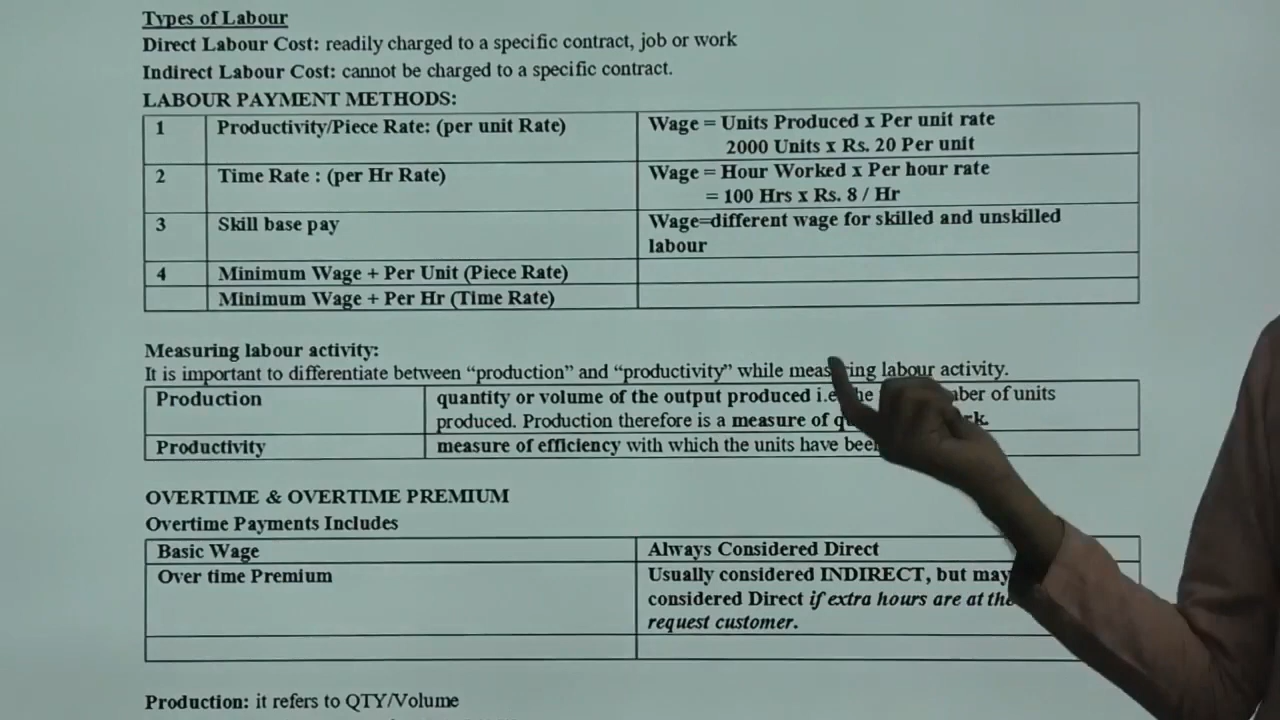 Types of Labour
Direct Labour Cost: readily charged to a specific contract, job or work
Indirect Labour Cost: cannot be charged to a specific contract.
LABOUR PAYMENT METHODS:
1 Productivity/Piece Rate: (per unit Rate) Wage = Units Produced x Per unit rate
2000 Units x Rs. 20 Per unit
2 Time Rate : (per Hr Rate) Wage = Hour Worked x Per hour rate
= 100 Hrs x Rs. 8 / Hr
3 Skill base pay Wage=different wage for skilled and unskilled
labour
4 Minimum Wage + Per Unit (Piece Rate)
Minimum Wage + Per Hr (Time Rate)
Measuring labour activity:
It is important to differentiate between “production” and “productivity” while measuring labour activity.
Production quantity or volume of the output produced of units
produced. Production therefore is a measure of
Productivity measure of efficiency with which the units have
OVERTIME & OVERTIME PREMIUM
Overtime Payments Includes
Basic Wage Always Considered Direct
Over time Premium Usually considered INDIRECT, but may
considered Direct if extra hours are at
request customer.
Production: it refers to QTY/Volume